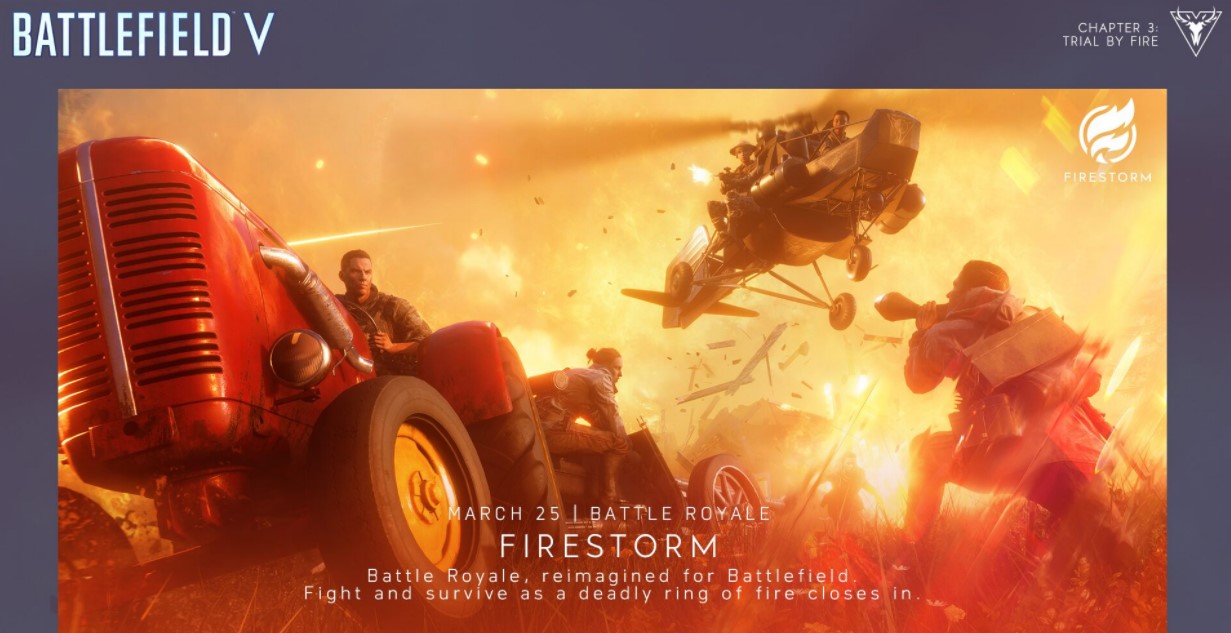 BATTLEFIELD V
CHAPTER 3:
TRIAL BY FIRE
FIRESTORM
MARCH 25 | BATTLE ROYALE
FIRESTORM
Battle Royale, reimagined for Battlefield.
Fight and survive as a deadly ring of fire closes in.